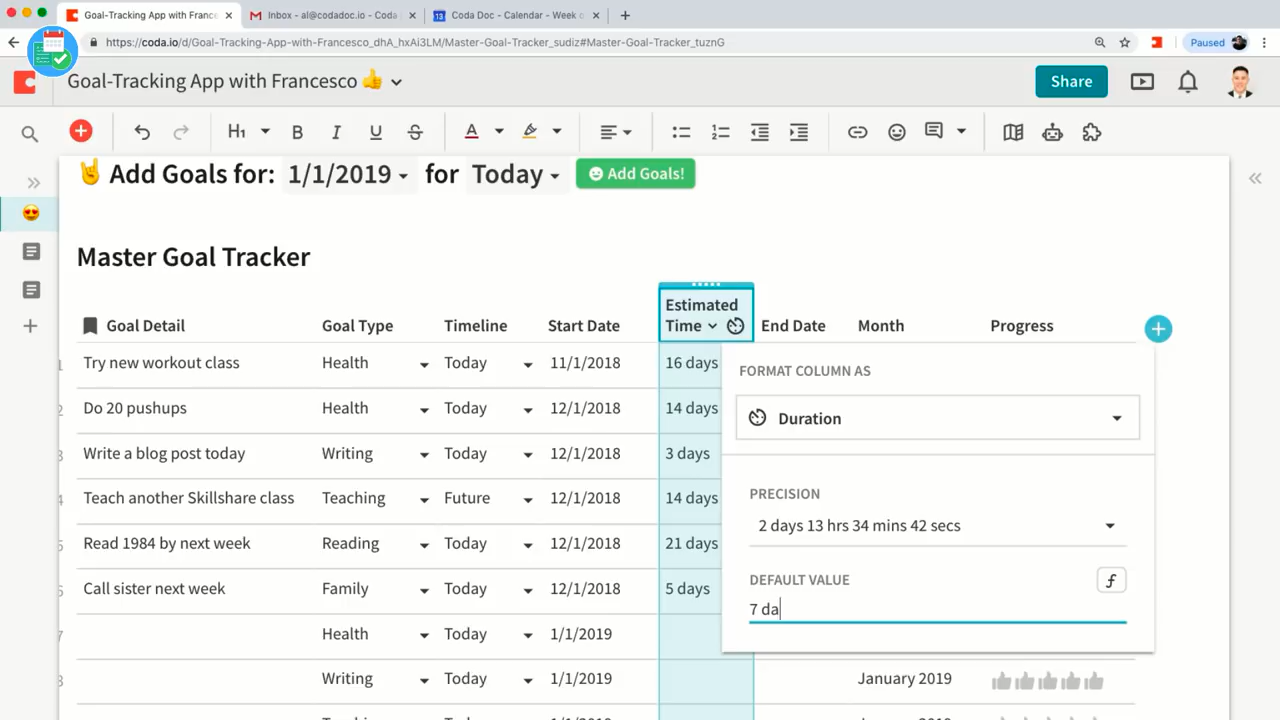 Goal-Tracking App with France
Inbox - al@codadoc.io - Coda
Coda Doc - Calendar - Week o
https://coda.io/d/Goal-Tracking-App-with-Francesco_dhA_hxAi3LM/Master-Goal-Tracker_sudiz#Master-Goal-Tracker_tuznG
Paused
Goal-Tracking App with Francesco 👍
Share
H1 B I U S A
🤘 Add Goals for: 1/1/2019 for Today Add Goals!
Master Goal Tracker
Goal Detail Goal Type Timeline Start Date Estimated Time End Date Month Progress
1 Try new workout class Health Today 11/1/2018 16 days
2 Do 20 pushups Health Today 12/1/2018 14 days
3 Write a blog post today Writing Today 12/1/2018 3 days
4 Teach another Skillshare class Teaching Future 12/1/2018 14 days
5 Read 1984 by next week Reading Today 12/1/2018 21 days
6 Call sister next week Family Today 12/1/2018 5 days
7 Health Today 1/1/2019
8 Writing Today 1/1/2019 January 2019
FORMAT COLUMN AS
Duration
PRECISION
2 days 13 hrs 34 mins 42 secs
DEFAULT VALUE
f
7 da